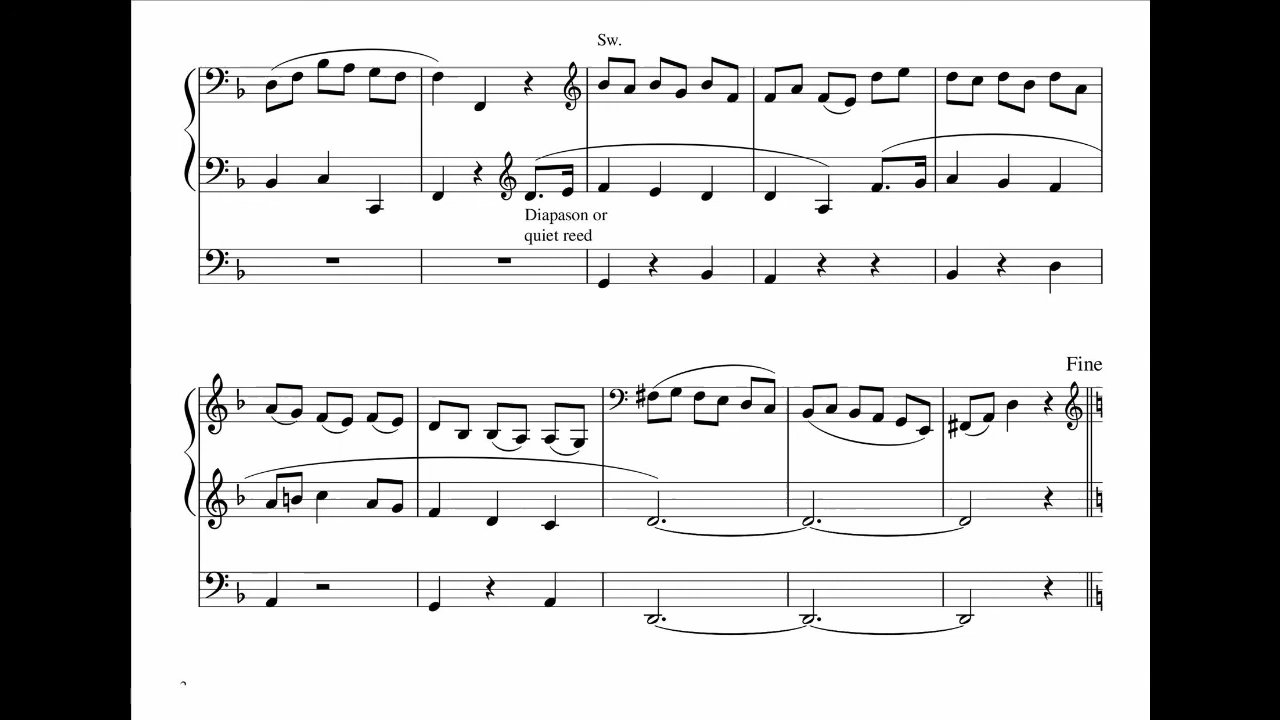 Sw.
Diapason or
quiet reed
Fine